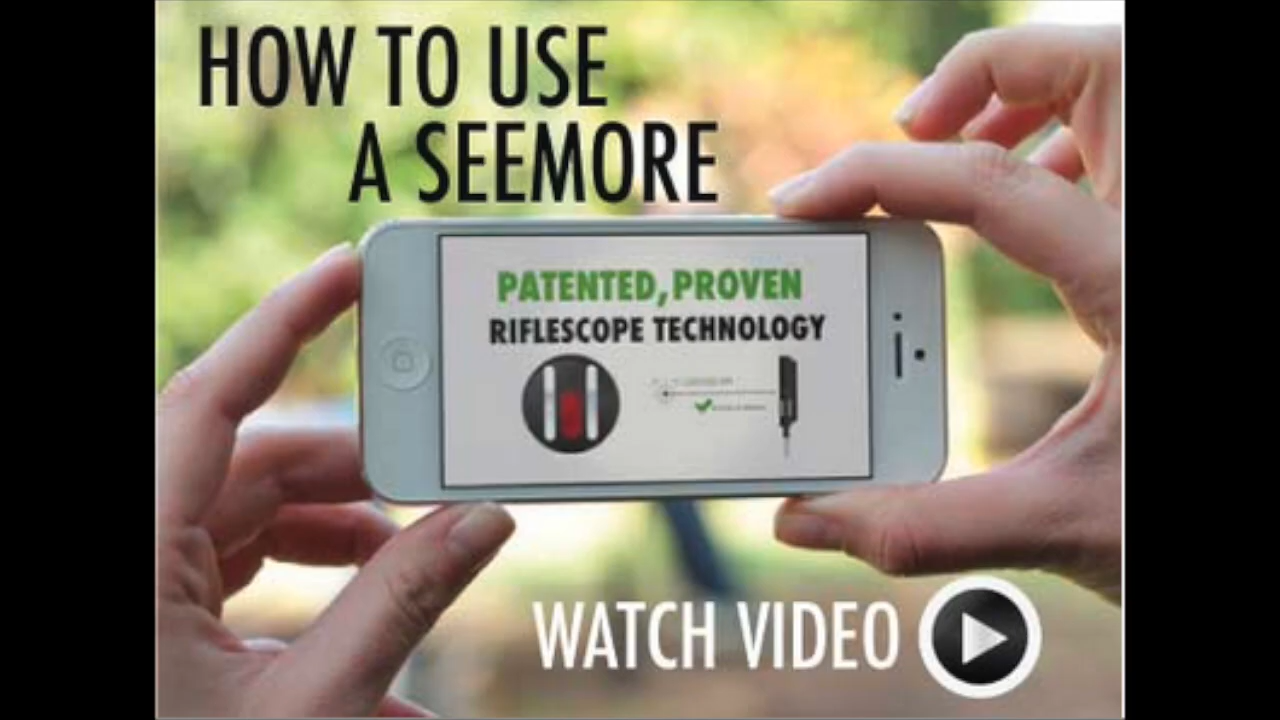 HOW TO USE
A SEEMORE
PATENTED, PROVEN
RIFLESCOPE TECHNOLOGY
WATCH VIDEO